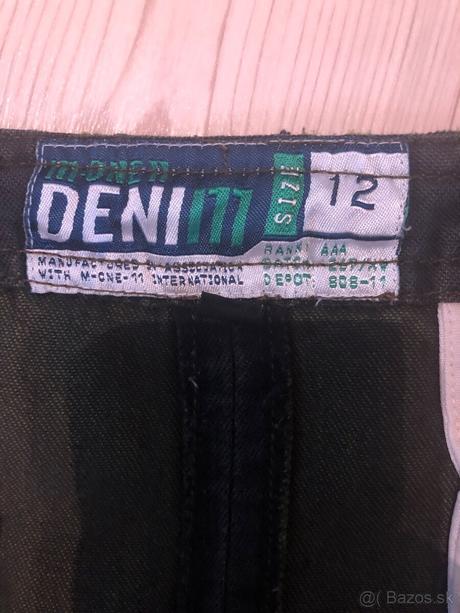 m·one·11
DENIM
SIZE
12
MANUFACTURED IN ASSOCIATION
WITH M-ONE-11 INTERNATIONAL
RANK: AAA
DEPOT: 808-11
@( Bazos.sk